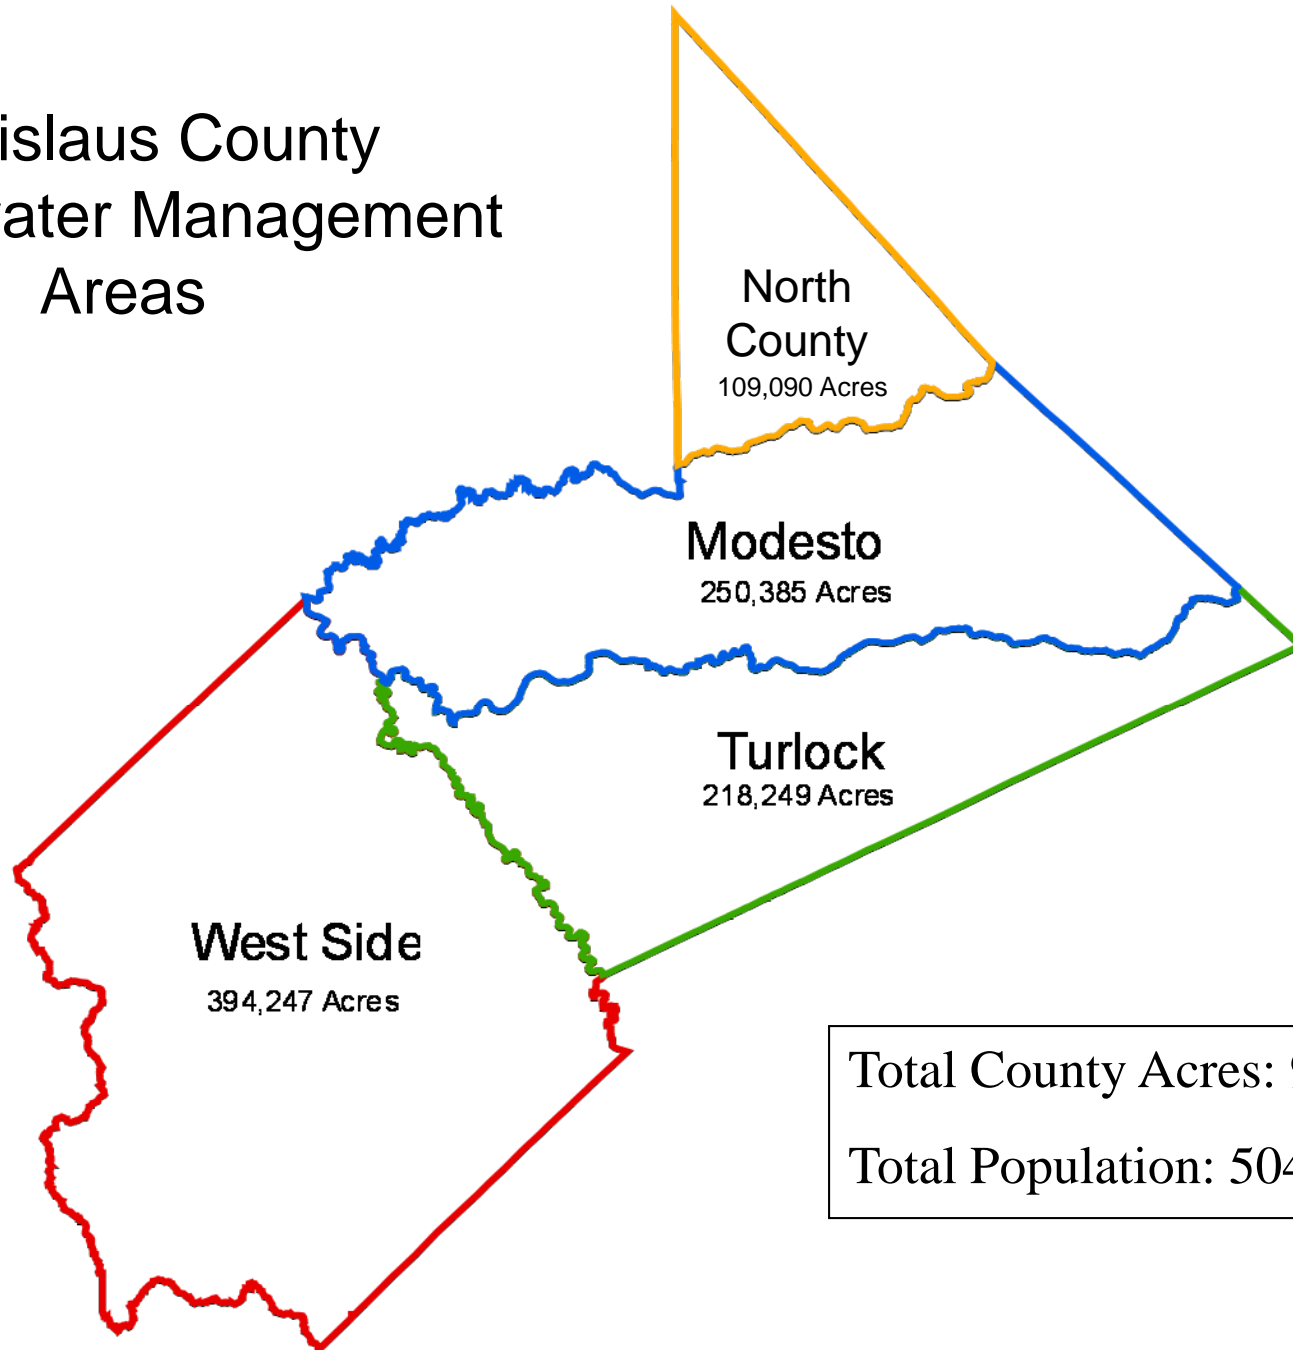 islaus County
ater Management
Areas
North
County
109,090 Acres
Modesto
250,385 Acres
Turlock
218,249 Acres
West Side
394,247 Acres
Total County Acres:
Total Population: 504